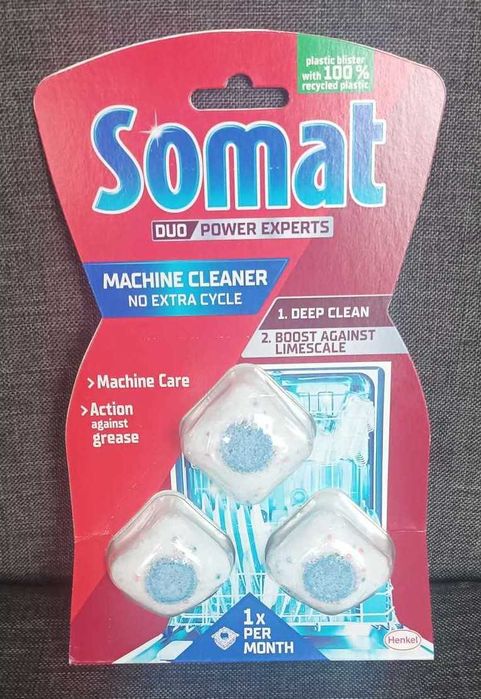 plastic blister
with 100 %
recycled plastic
Somat
DUO POWER EXPERTS
MACHINE CLEANER
NO EXTRA CYCLE
1. DEEP CLEAN
2. BOOST AGAINST
LIMESCALE
> Machine Care
> Action
against
grease
1x
PER
MONTH
Henkel